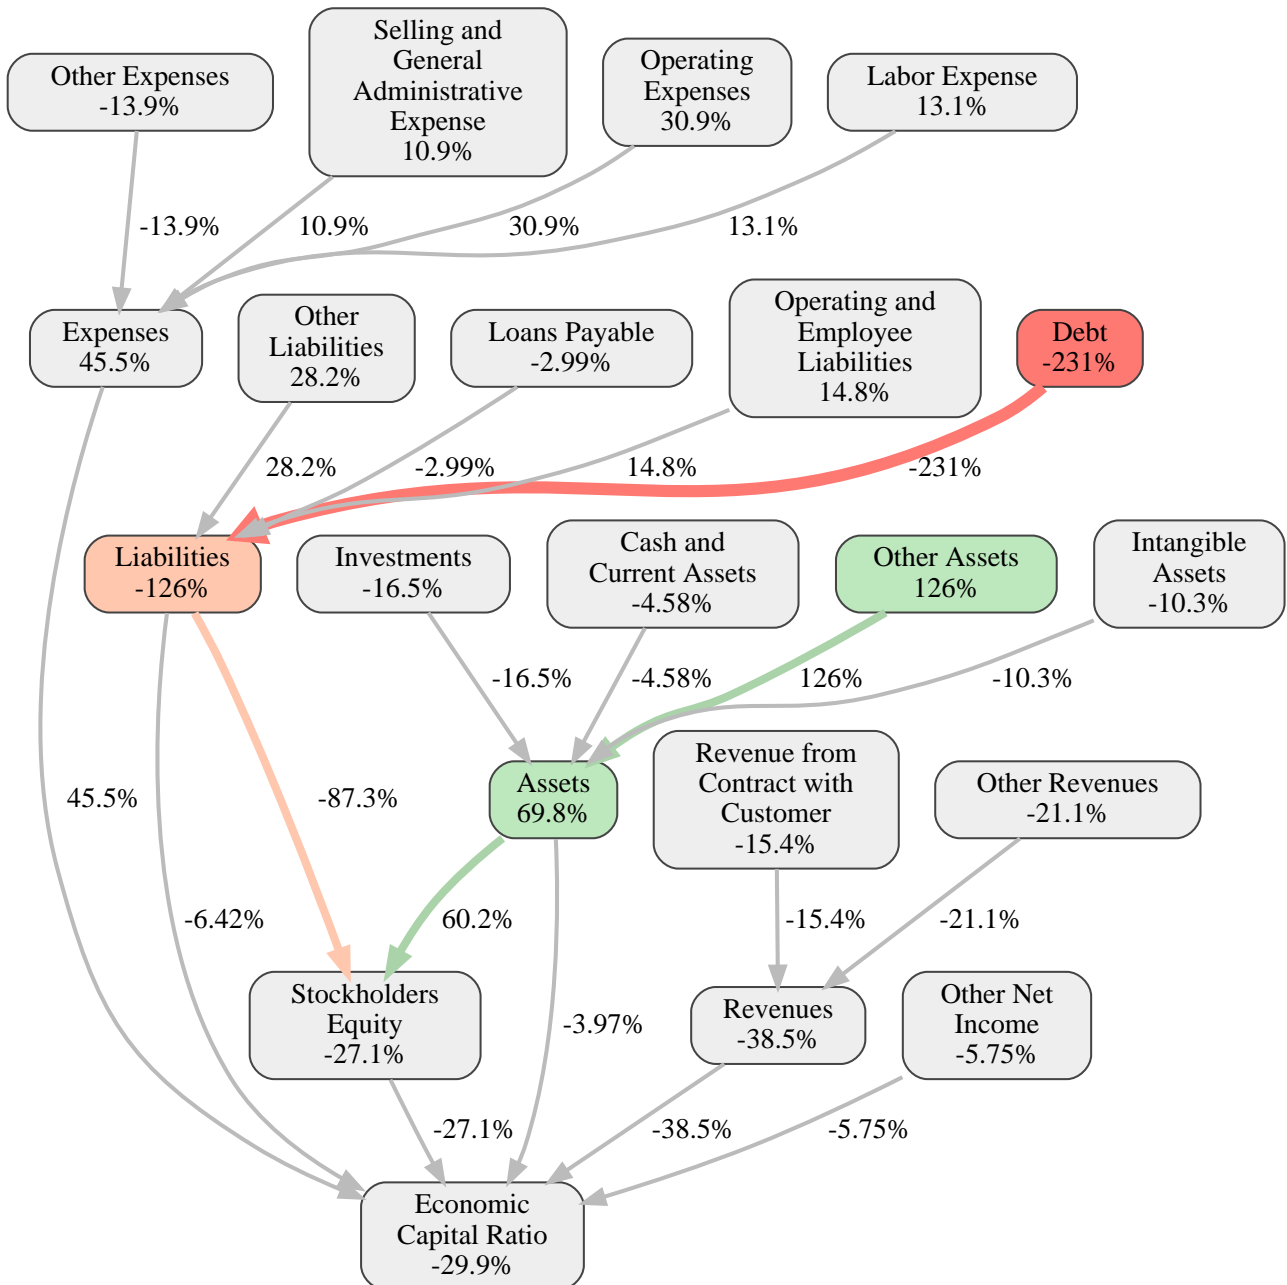 Other Expenses
-13.9%
Selling and
General
Administrative
Expense
10.9%
Operating
Expenses
30.9%
Labor Expense
13.1%
-13.9%
10.9%
30.9%
13.1%
Expenses
45.5%
Other
Liabilities
28.2%
Loans Payable
-2.99%
Operating and
Employee
Liabilities
14.8%
Debt
-231%
28.2%
-2.99%
14.8%
-231%
Liabilities
-126%
Investments
-16.5%
Cash and
Current Assets
-4.58%
Other Assets
126%
Intangible
Assets
-10.3%
-16.5%
-4.58%
126%
-10.3%
Assets
69.8%
Revenue from
Contract with
Customer
-15.4%
Other Revenues
-21.1%
45.5%
-87.3%
-6.42%
60.2%
-15.4%
-21.1%
Stockholders
Equity
-27.1%
-3.97%
Revenues
-38.5%
Other Net
Income
-5.75%
-27.1%
-38.5%
-5.75%
Economic
Capital Ratio
-29.9%